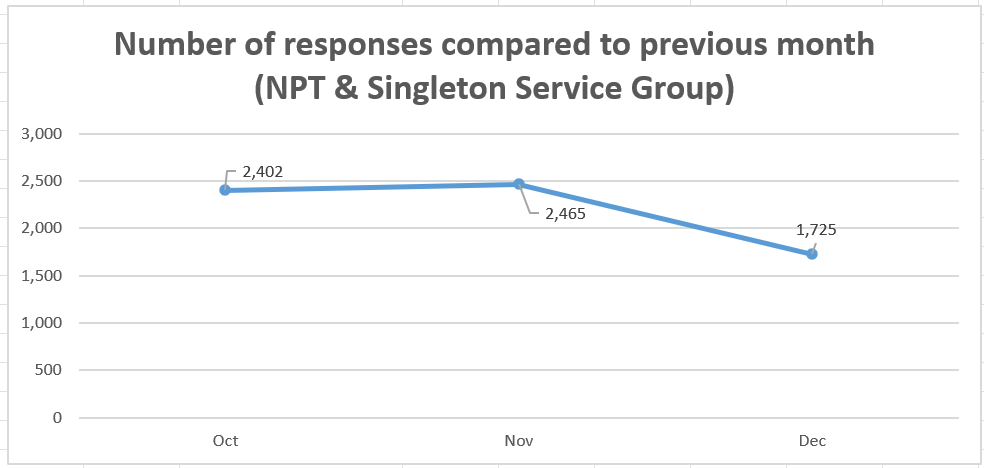 Number of responses compared to previous month
(NPT & Singleton Service Group)
3,000
2,500
2,000
1,500
1,000
500
0
2,402
2,465
1,725
Oct
Nov
Dec